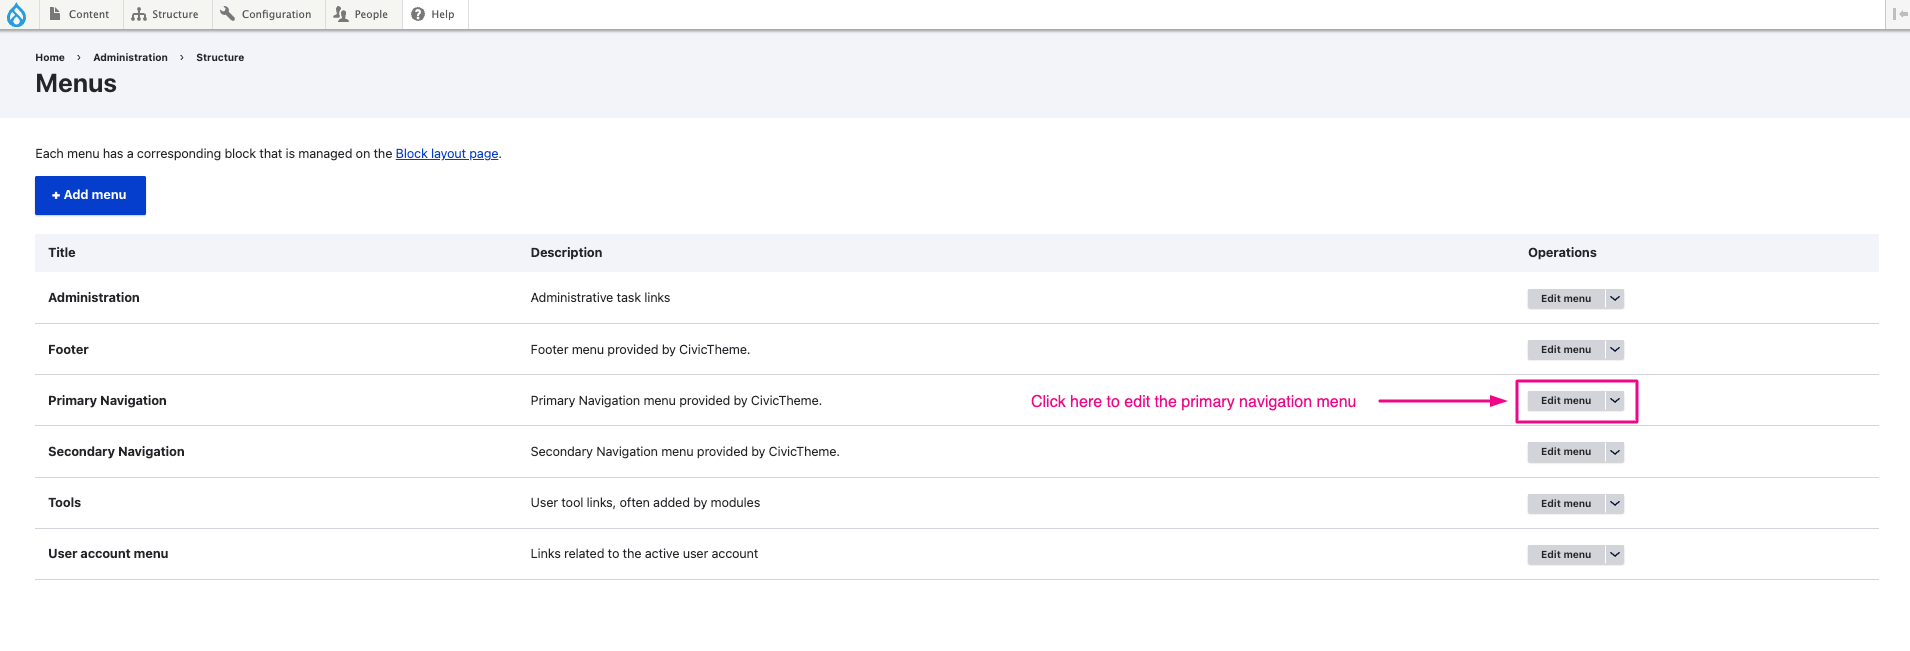 Content Structure Configuration People Help
Home › Administration › Structure
Menus
Each menu has a corresponding block that is managed on the Block layout page.
+ Add menu
Title Description Operations
Administration Administrative task links Edit menu
Footer Footer menu provided by CivicTheme. Edit menu
Primary Navigation Primary Navigation menu provided by CivicTheme. Click here to edit the primary navigation menu Edit menu
Secondary Navigation Secondary Navigation menu provided by CivicTheme. Edit menu
Tools User tool links, often added by modules Edit menu
User account menu Links related to the active user account Edit menu